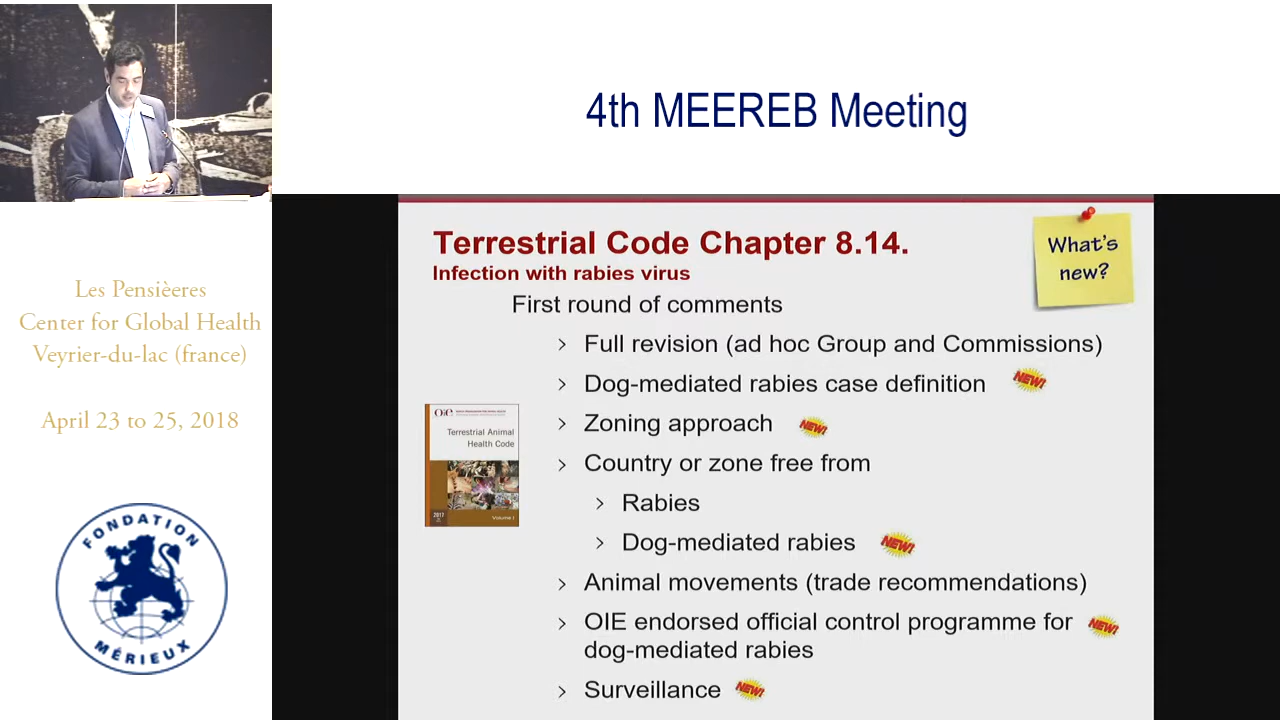 4th MEEREB Meeting
Les Pensièeres
Center for Global Health
Veyrier-du-lac (france)
April 23 to 25, 2018
FONDATION
MÉRIEUX
Terrestrial Code Chapter 8.14.
Infection with rabies virus
What's
new?
First round of comments
> Full revision (ad hoc Group and Commissions)
> Dog-mediated rabies case definition NEW!
> Zoning approach NEW!
> Country or zone free from
> Rabies
> Dog-mediated rabies NEW!
> Animal movements (trade recommendations)
> OIE endorsed official control programme for NEW!
dog-mediated rabies
> Surveillance NEW!
OIE
Terrestrial Animal
Health Code
2017
Volume I